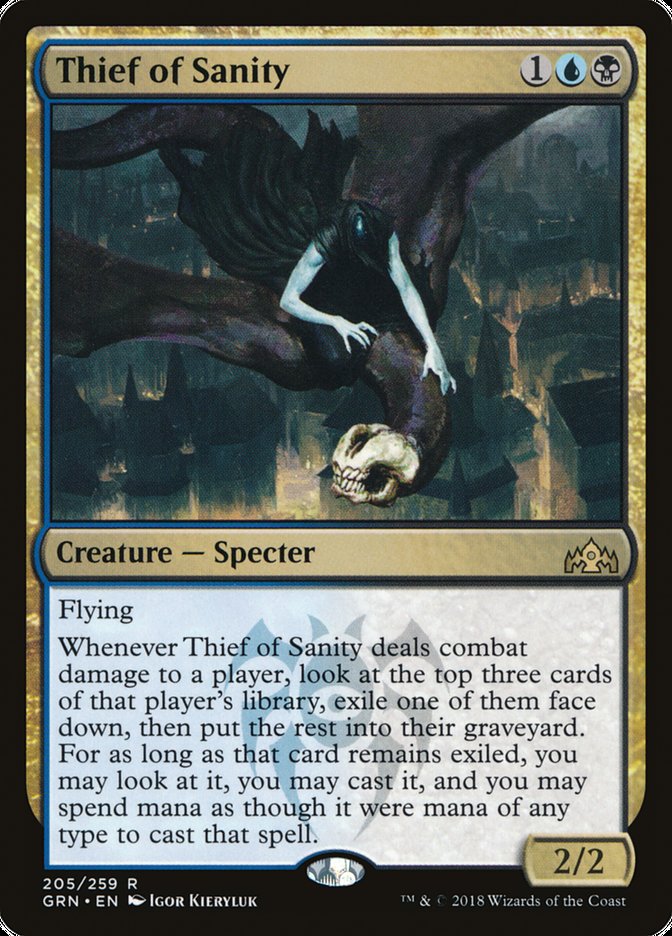 Thief of Sanity 1
Creature — Specter
Flying
Whenever Thief of Sanity deals combat
damage to a player, look at the top three cards
of that player's library, exile one of them face
down, then put the rest into their graveyard.
For as long as that card remains exiled, you
may look at it, you may cast it, and you may
spend mana as though it were mana of any
type to cast that spell.
2/2
205/259 R
GRN • EN Igor Kieryluk
™ & © 2018 Wizards of the Coast